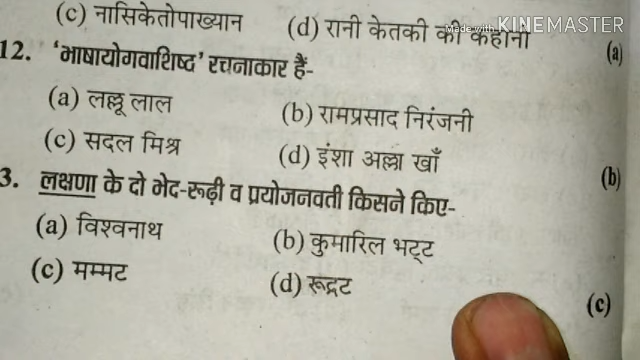 (c) नासिकेतोपाख्यान (d) रानी केतकी की कहानी
made with KINEMASTER
(a)
12. 'भाषायोगवाशिष्ठ' रचनाकार हैं-
(a) लल्लू लाल (b) रामप्रसाद निरंजनी
(c) सदल मिश्र (d) इंशा अल्ला खाँ
(b)
3. लक्षणा के दो भेद-रूढ़ी व प्रयोजनवती किसने किए-
(a) विश्वनाथ (b) कुमारिल भट्ट
(c) मम्मट (d) रूद्रट
(c)